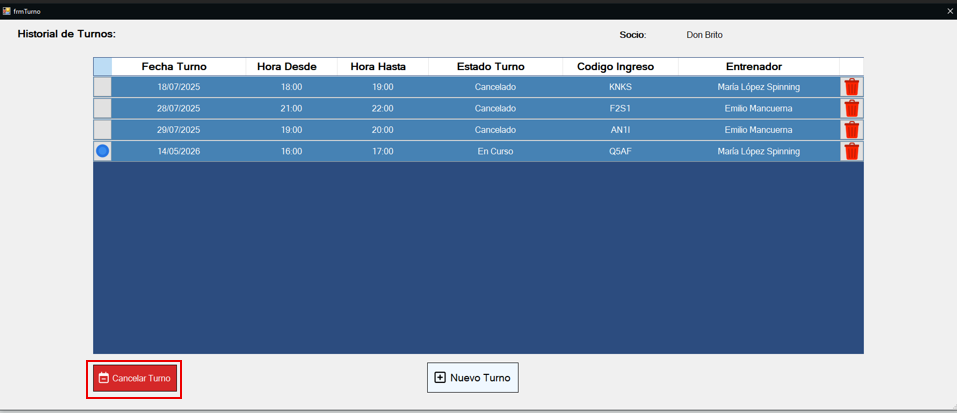 frmTurno
Historial de Turnos: Socio: Don Brito
Fecha Turno Hora Desde Hora Hasta Estado Turno Codigo Ingreso Entrenador
18/07/2025 18:00 19:00 Cancelado KNKS María López Spinning
28/07/2025 21:00 22:00 Cancelado F2S1 Emilio Mancuerna
29/07/2025 19:00 20:00 Cancelado AN1I Emilio Mancuerna
14/05/2026 16:00 17:00 En Curso Q5AF María López Spinning
Cancelar Turno Nuevo Turno